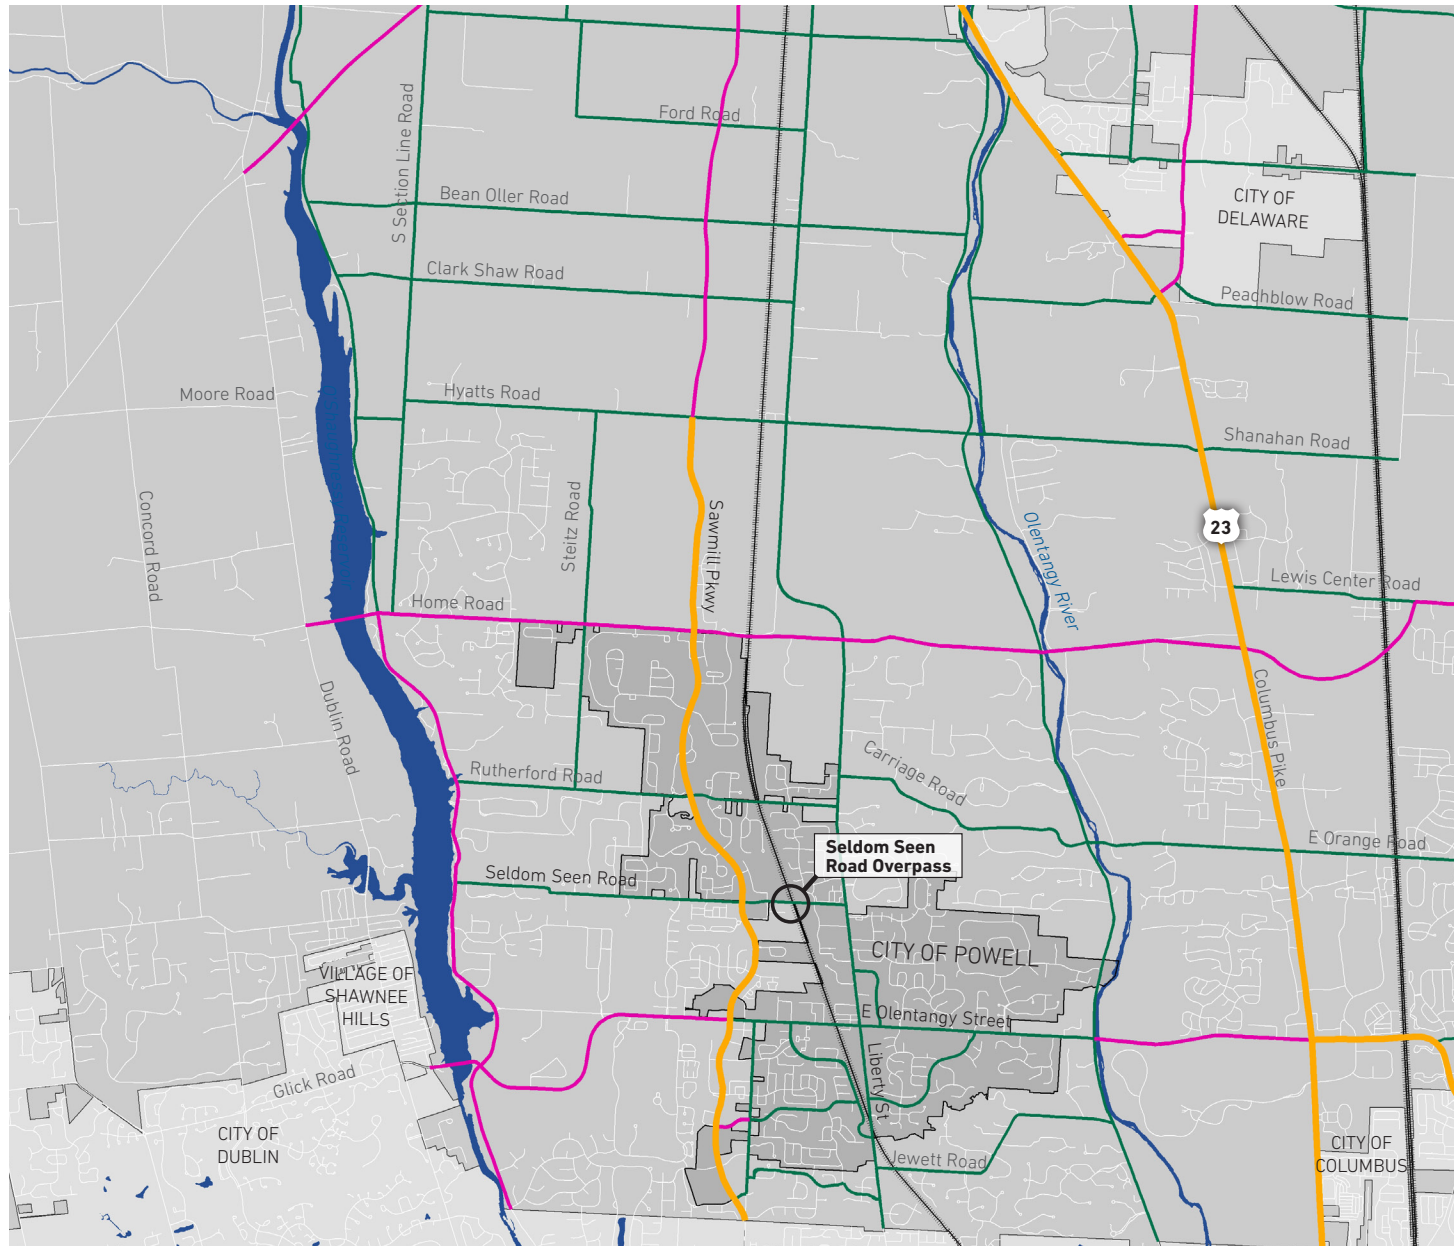 Ford Road
S Section Line Road
Bean Oller Road
CITY OF
DELAWARE
Clark Shaw Road
Peachblow Road
Moore Road
Hyatts Road
Shanahan Road
Concord Road
Steitz Road
Sawmill Pkwy
Olentangy River
23
Lewis Center Road
Home Road
Dublin Road
Columbus Pike
Rutherford Road
Carriage Road
E Orange Road
Seldom Seen
Road Overpass
Seldom Seen Road
CITY OF POWELL
VILLAGE OF
SHAWNEE
HILLS
E Olentangy Street
Liberty St
Glick Road
CITY OF
DUBLIN
CITY OF
COLUMBUS
Jewett Road